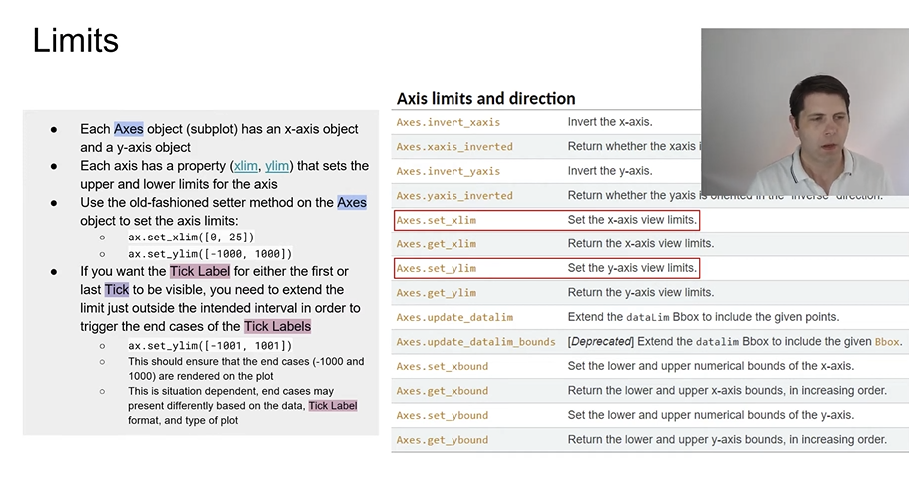 Limits
● Each Axes object (subplot) has an x-axis object
and a y-axis object
● Each axis has a property (xlim, ylim) that sets the
upper and lower limits for the axis
● Use the old-fashioned setter method on the Axes
object to set the axis limits:
○ ax.set_xlim([0, 25])
○ ax.set_ylim([-1000, 1000])
● If you want the Tick Label for either the first or
last Tick to be visible, you need to extend the
limit just outside the intended interval in order to
trigger the end cases of the Tick Labels
○ ax.set_ylim([-1001, 1001])
○ This should ensure that the end cases (-1000 and
1000) are rendered on the plot
○ This is situation dependent, end cases may
present differently based on the data, Tick Label
format, and type of plot
Axis limits and direction
Axes.invert_xaxis Invert the x-axis.
Axes.xaxis_inverted Return whether the xaxis
Axes.invert_yaxis Invert the y-axis.
Axes.yaxis_inverted Return whether the yaxis is oriented in the "inverse" direction.
Axes.set_xlim Set the x-axis view limits.
Axes.get_xlim Return the x-axis view limits.
Axes.set_ylim Set the y-axis view limits.
Axes.get_ylim Return the y-axis view limits.
Axes.update_datalim Extend the dataLim Bbox to include the given points.
Axes.update_datalim_bounds [Deprecated] Extend the datalim Bbox to include the given Bbox.
Axes.set_xbound Set the lower and upper numerical bounds of the x-axis.
Axes.get_xbound Return the lower and upper x-axis bounds, in increasing order.
Axes.set_ybound Set the lower and upper numerical bounds of the y-axis.
Axes.get_ybound Return the lower and upper y-axis bounds, in increasing order.